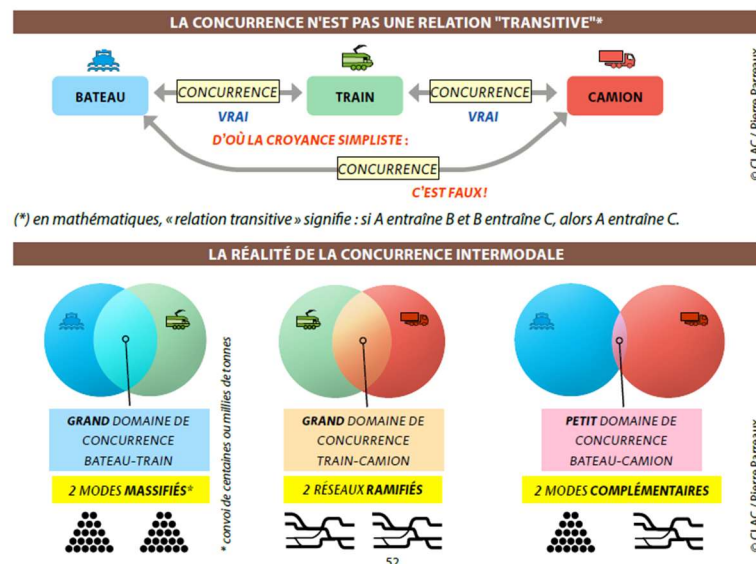 LA CONCURRENCE N'EST PAS UNE RELATION "TRANSITIVE"*
BATEAU
CONCURRENCE
TRAIN
CONCURRENCE
CAMION
VRAI
VRAI
D'OÙ LA CROYANCE SIMPLISTE :
CONCURRENCE
C'EST FAUX !
© CLAC / Pierre Parreaux
(*) en mathématiques, « relation transitive » signifie : si A entraîne B et B entraîne C, alors A entraîne C.
LA RÉALITÉ DE LA CONCURRENCE INTERMODALE
GRAND DOMAINE DE
CONCURRENCE
BATEAU-TRAIN
2 MODES MASSIFIÉS*
* convoi de centaines ou millies de tonnes
GRAND DOMAINE DE
CONCURRENCE
TRAIN-CAMION
2 RÉSEAUX RAMIFIÉS
PETIT DOMAINE DE
CONCURRENCE
BATEAU-CAMION
2 MODES COMPLÉMENTAIRES
© CLAC / Pierre Parreaux
52